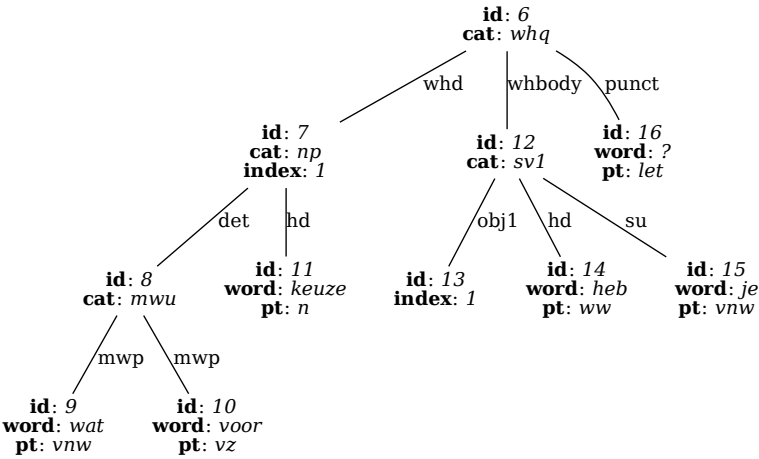 id: 6
cat: whq
whd
whbody
punct
id: 7
cat: np
index: 1
id: 12
cat: sv1
id: 16
word: ?
pt: let
det
hd
obj1
hd
su
id: 8
cat: mwu
id: 11
word: keuze
pt: n
id: 13
index: 1
id: 14
word: heb
pt: ww
id: 15
word: je
pt: vnw
mwp
mwp
id: 9
word: wat
pt: vnw
id: 10
word: voor
pt: vz